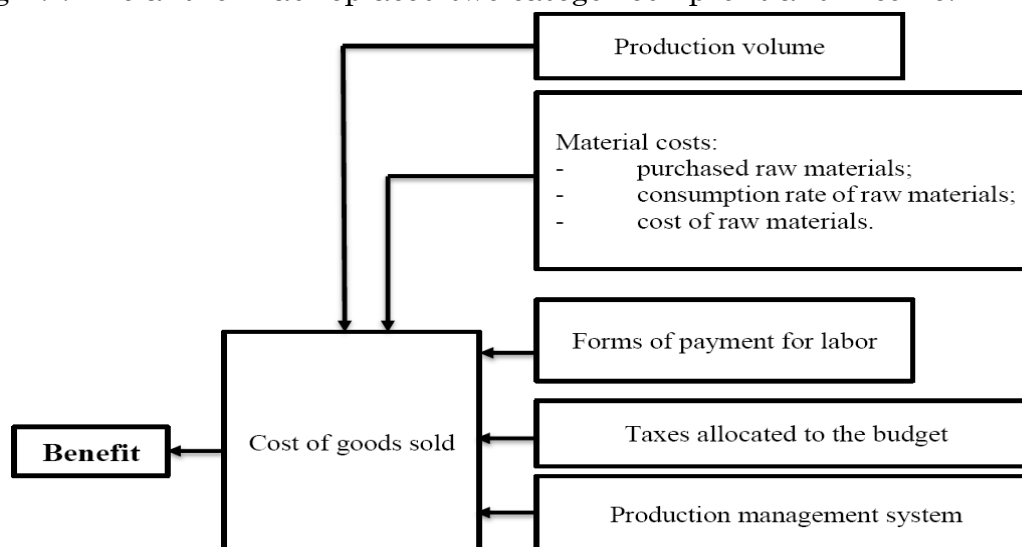 Production volume
Material costs:
- purchased raw materials;
- consumption rate of raw materials;
- cost of raw materials.
Forms of payment for labor
Taxes allocated to the budget
Benefit
Cost of goods sold
Production management system